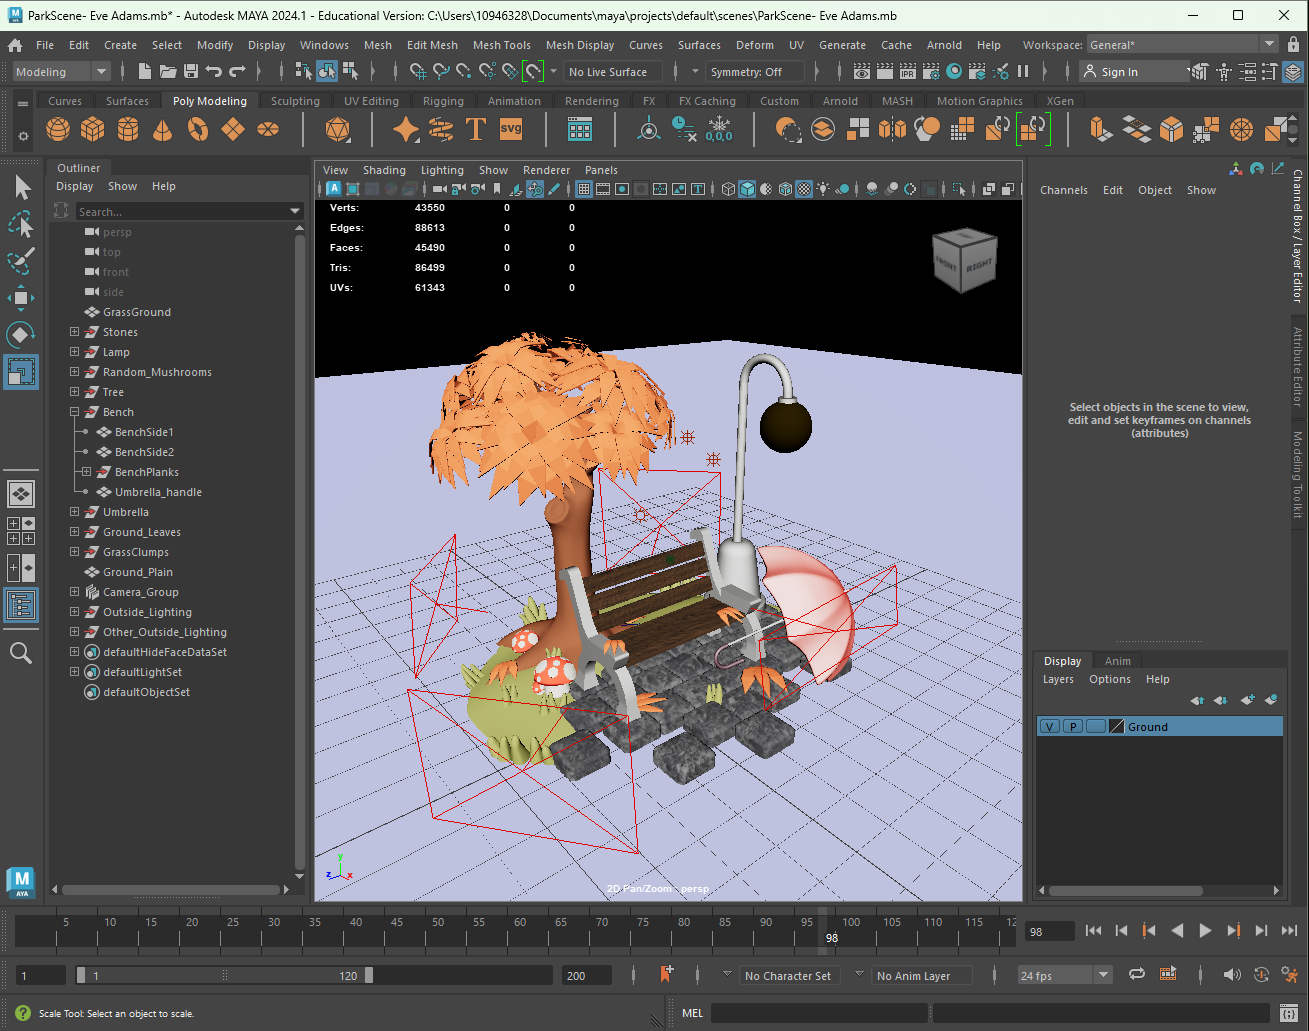 ParkScene- Eve Adams.mb* - Autodesk MAYA 2024.1 - Educational Version: C:\Users\10946328\Documents\maya\projects\default\scenes\ParkScene- Eve Adams.mb
File Edit Create Select Modify Display Windows Mesh Edit Mesh Mesh Tools Mesh Display Curves Surfaces Deform UV Generate Cache Arnold Help Workspace: General*
Modeling No Live Surface Symmetry: Off IPR Sign In
Curves Surfaces Poly Modeling Sculpting UV Editing Rigging Animation Rendering FX FX Caching Custom Arnold MASH Motion Graphics XGen
T SVG 0,0,0
Outliner
Display Show Help
Search...
persp
top
front
side
GrassGround
Stones
Lamp
Random_Mushrooms
Tree
Bench
BenchSide1
BenchSide2
BenchPlanks
Umbrella_handle
Umbrella
Ground_Leaves
GrassClumps
Ground_Plain
Camera_Group
Outside_Lighting
Other_Outside_Lighting
defaultHideFaceDataSet
defaultLightSet
defaultObjectSet
View Shading Lighting Show Renderer Panels
Verts: 43550 0 0
Edges: 88613 0 0
Faces: 45490 0 0
Tris: 86499 0 0
UVs: 61343 0 0
FRONT RIGHT
y
z x
2D Pan/Zoom : persp
Channels Edit Object Show
Select objects in the scene to view,
edit and set keyframes on channels
(attributes)
Channel Box / Layer Editor
Attribute Editor
Modeling Toolkit
Display Anim
Layers Options Help
V P Ground
M
AYA
5 10 15 20 25 30 35 40 45 50 55 60 65 70 75 80 85 90 95 100 105 110 115 12
98
98
1 1 120 200 No Character Set No Anim Layer 24 fps
Scale Tool: Select an object to scale. MEL